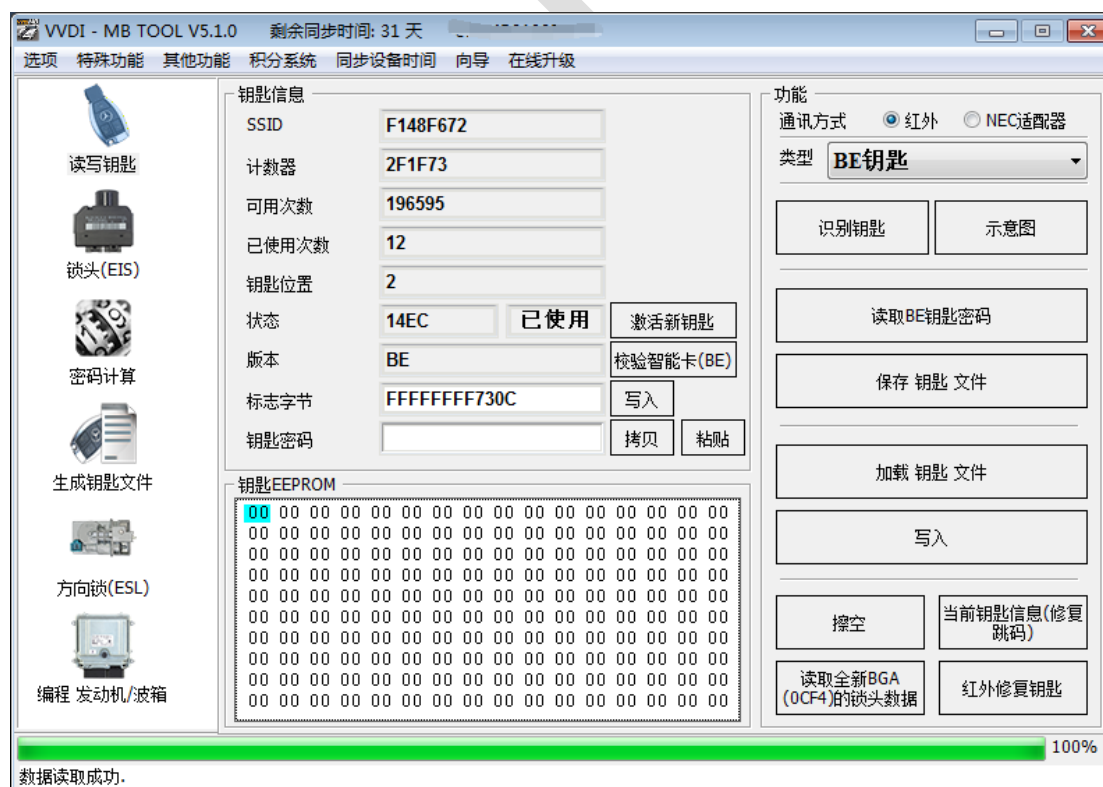 VVDI - MB TOOL V5.1.0 剩余同步时间: 31 天
选项 特殊功能 其他功能 积分系统 同步设备时间 向导 在线升级
读写钥匙
锁头(EIS)
密码计算
生成钥匙文件
方向锁(ESL)
编程 发动机/波箱
钥匙信息
SSID F148F672
计数器 2F1F73
可用次数 196595
已使用次数 12
钥匙位置 2
状态 14EC 已使用 激活新钥匙
版本 BE 校验智能卡(BE)
标志字节 FFFFFFFF730C 写入
钥匙密码 拷贝 粘贴
钥匙EEPROM
00 00 00 00 00 00 00 00 00 00 00 00 00 00 00 00
00 00 00 00 00 00 00 00 00 00 00 00 00 00 00 00
00 00 00 00 00 00 00 00 00 00 00 00 00 00 00 00
00 00 00 00 00 00 00 00 00 00 00 00 00 00 00 00
00 00 00 00 00 00 00 00 00 00 00 00 00 00 00 00
00 00 00 00 00 00 00 00 00 00 00 00 00 00 00 00
00 00 00 00 00 00 00 00 00 00 00 00 00 00 00 00
00 00 00 00 00 00 00 00 00 00 00 00 00 00 00 00
00 00 00 00 00 00 00 00 00 00 00 00 00 00 00 00
00 00 00 00 00 00 00 00 00 00 00 00 00 00 00 00
功能
通讯方式 红外 NEC适配器
类型 BE钥匙
识别钥匙 示意图
读取BE钥匙密码
保存 钥匙 文件
加载 钥匙 文件
写入
擦空
当前钥匙信息(修复
跳码)
读取全新BGA
(0CF4)的锁头数据
红外修复钥匙
100%
数据读取成功.